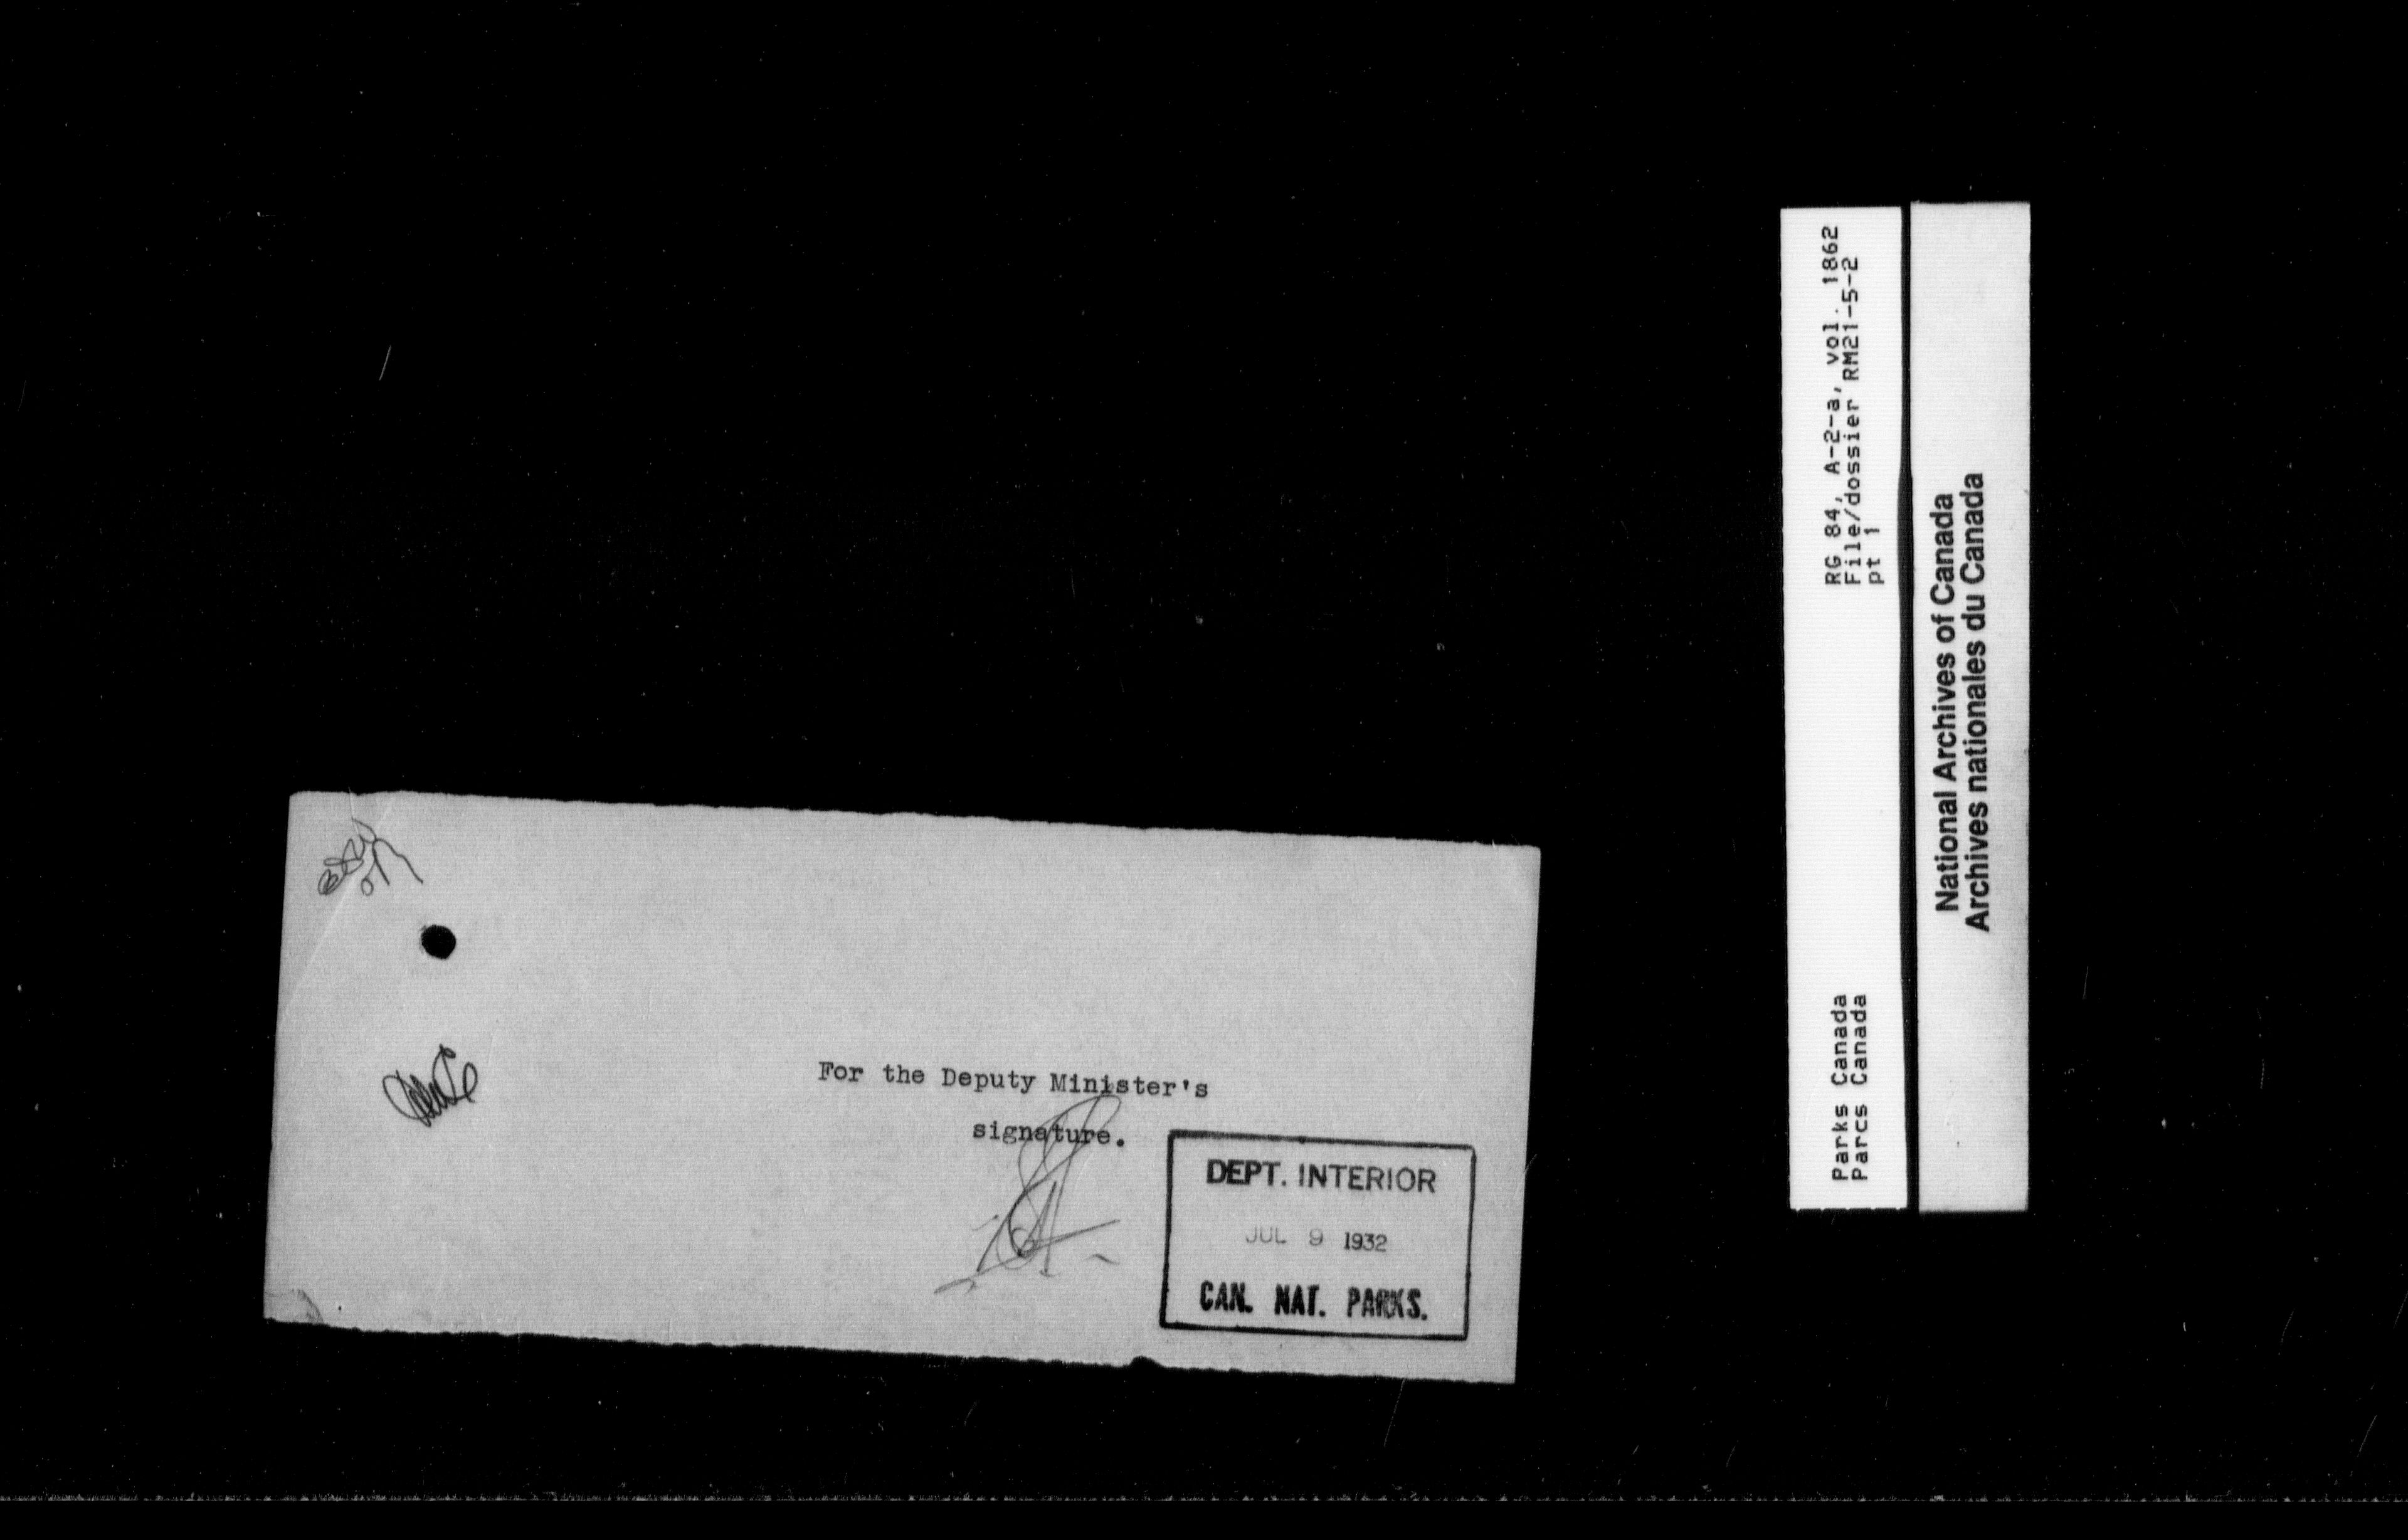 For the Deputy Minister's
signature.
DEPT. INTERIOR
JUL 9 1932
CAN. NAT. PARKS.
Parks Canada
Parcs Canada
RG 84, A-2-a, vol. 1862
File/dossier RM21-5-2
pt 1
National Archives of Canada
Archives nationales du Canada